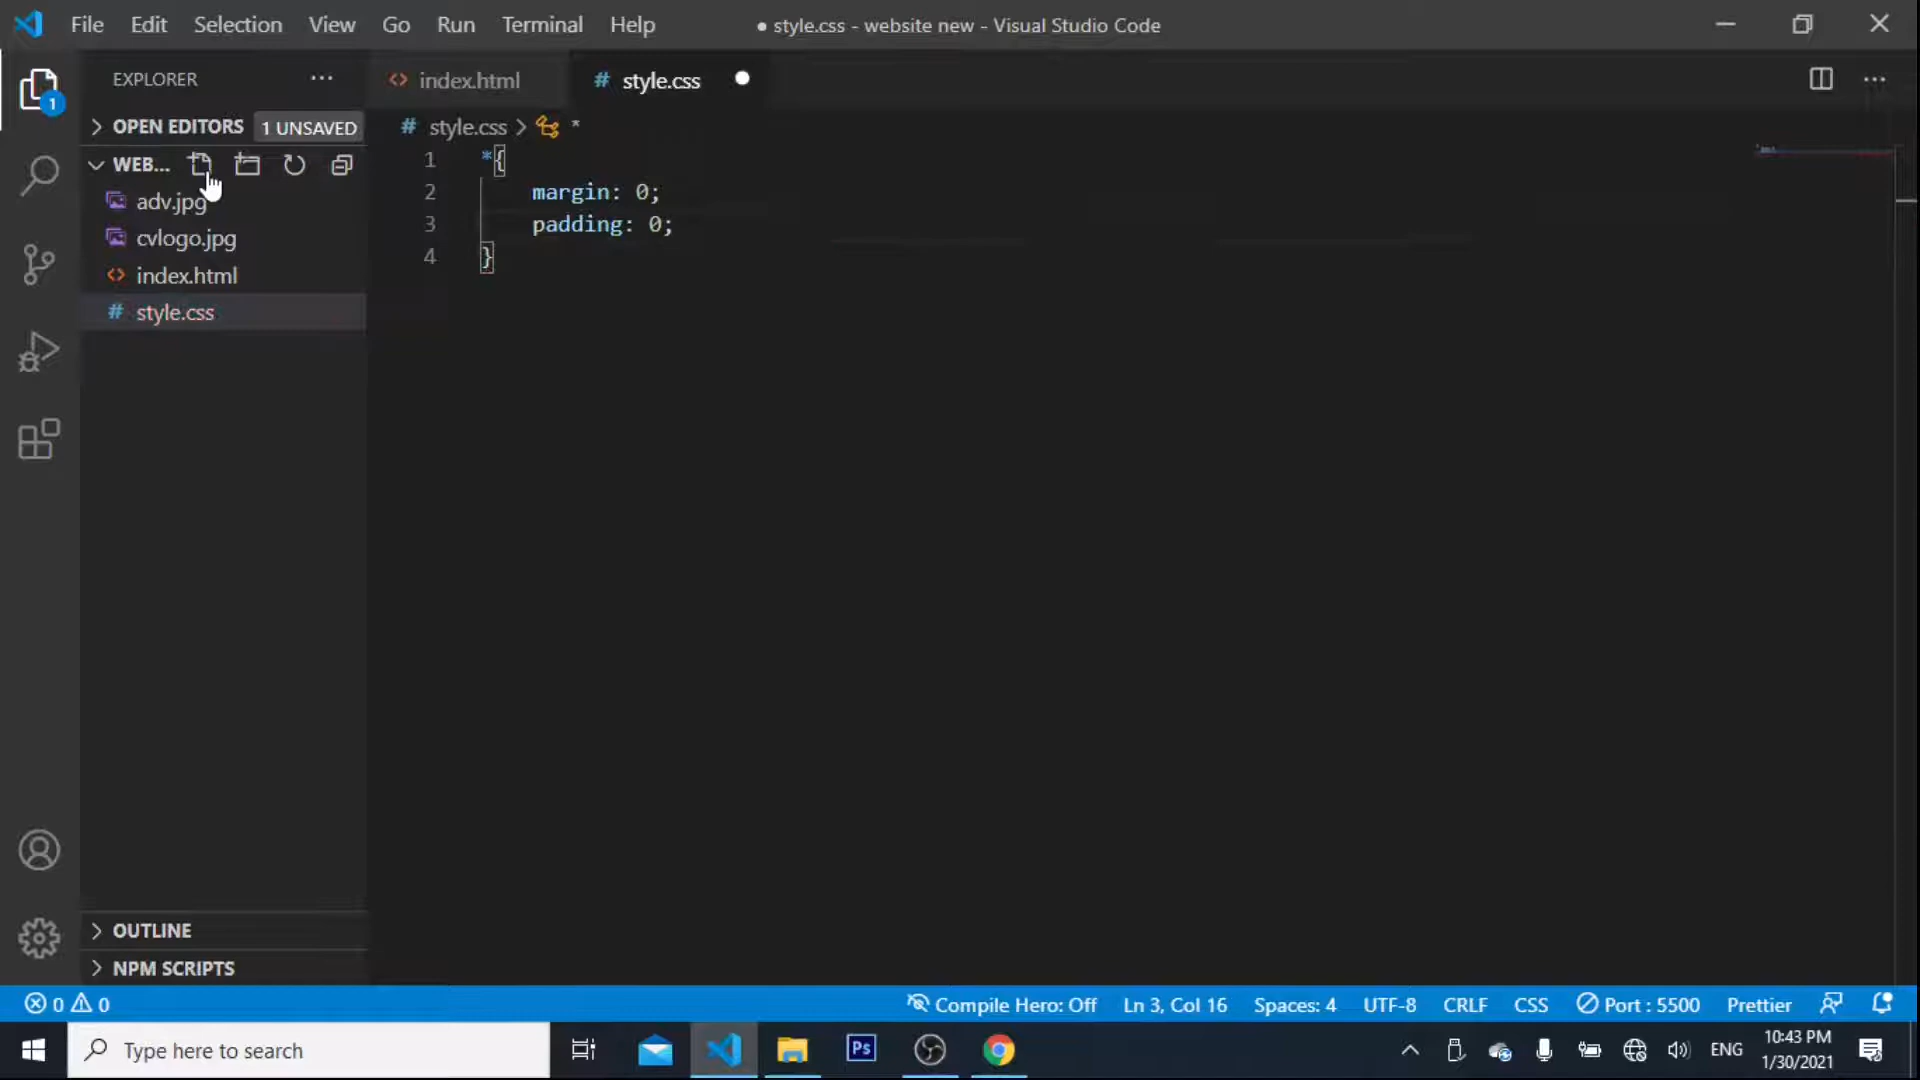 File Edit Selection View Go Run Terminal Help
● style.css - website new - Visual Studio Code
EXPLORER
1
index.html
# style.css
OPEN EDITORS
1 UNSAVED
# style.css > *
WEB...
adv.jpg
cvlogo.jpg
index.html
# style.css
1 *{
2 margin: 0;
3 padding: 0;
4 }
OUTLINE
NPM SCRIPTS
0 0
Compile Hero: Off
Ln 3, Col 16
Spaces: 4
UTF-8
CRLF
CSS
Port : 5500
Prettier
Type here to search
Ps
ENG
10:43 PM
1/30/2021